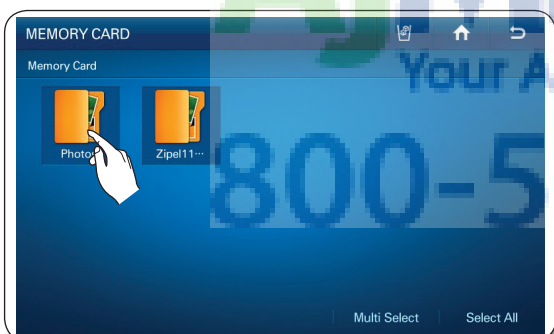 MEMORY CARD
Memory Card
Your A
Photo
Zipel11···
800-5
Multi Select Select All